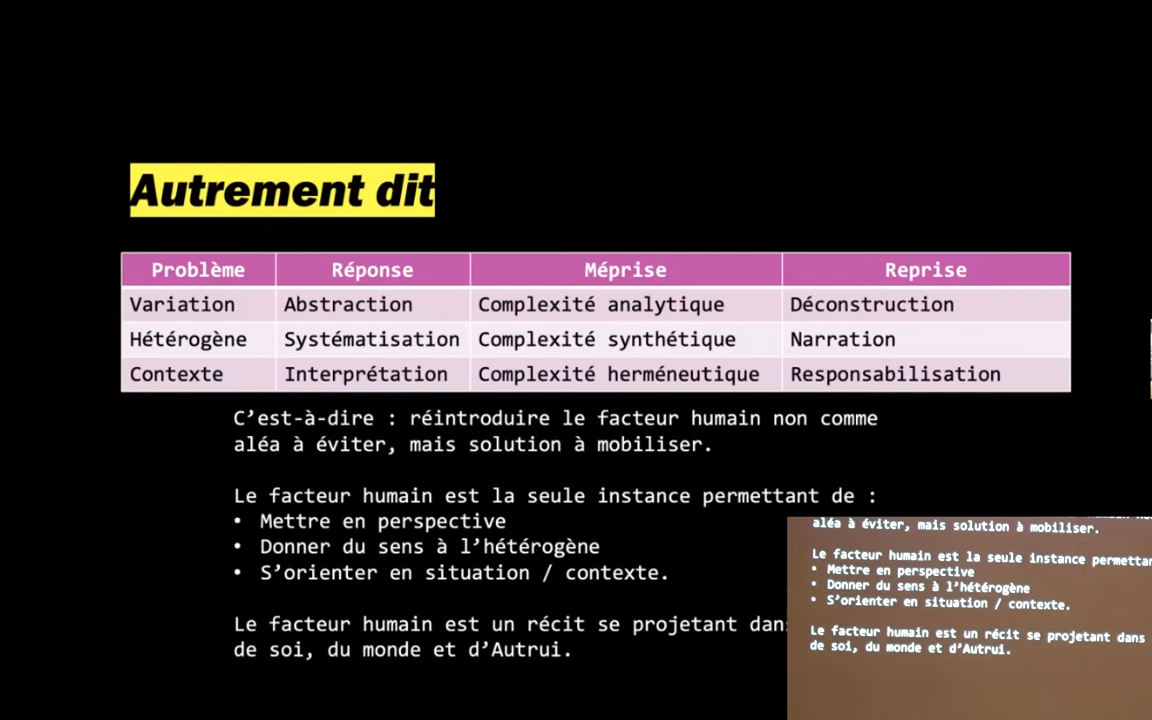 Autrement dit
Problème Réponse Méprise Reprise
Variation Abstraction Complexité analytique Déconstruction
Hétérogène Systématisation Complexité synthétique Narration
Contexte Interprétation Complexité herméneutique Responsabilisation
C’est-à-dire : réintroduire le facteur humain non comme
aléa à éviter, mais solution à mobiliser.
Le facteur humain est la seule instance permettant de :
• Mettre en perspective
• Donner du sens à l’hétérogène
• S’orienter en situation / contexte.
Le facteur humain est un récit se projetant dans
de soi, du monde et d’Autrui.
aléa à éviter, mais solution à mobiliser.
Le facteur humain est la seule instance permettan
• Mettre en perspective
• Donner du sens à l’hétérogène
• S’orienter en situation / contexte.
Le facteur humain est un récit se projetant dans
de soi, du monde et d’Autrui.